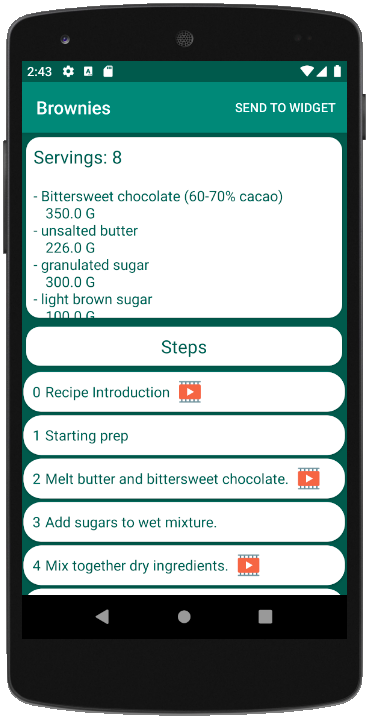 2:43
Brownies SEND TO WIDGET
Servings: 8
- Bittersweet chocolate (60-70% cacao)
350.0 G
- unsalted butter
226.0 G
- granulated sugar
300.0 G
- light brown sugar
100.0 G
Steps
0 Recipe Introduction
1 Starting prep
2 Melt butter and bittersweet chocolate.
3 Add sugars to wet mixture.
4 Mix together dry ingredients.